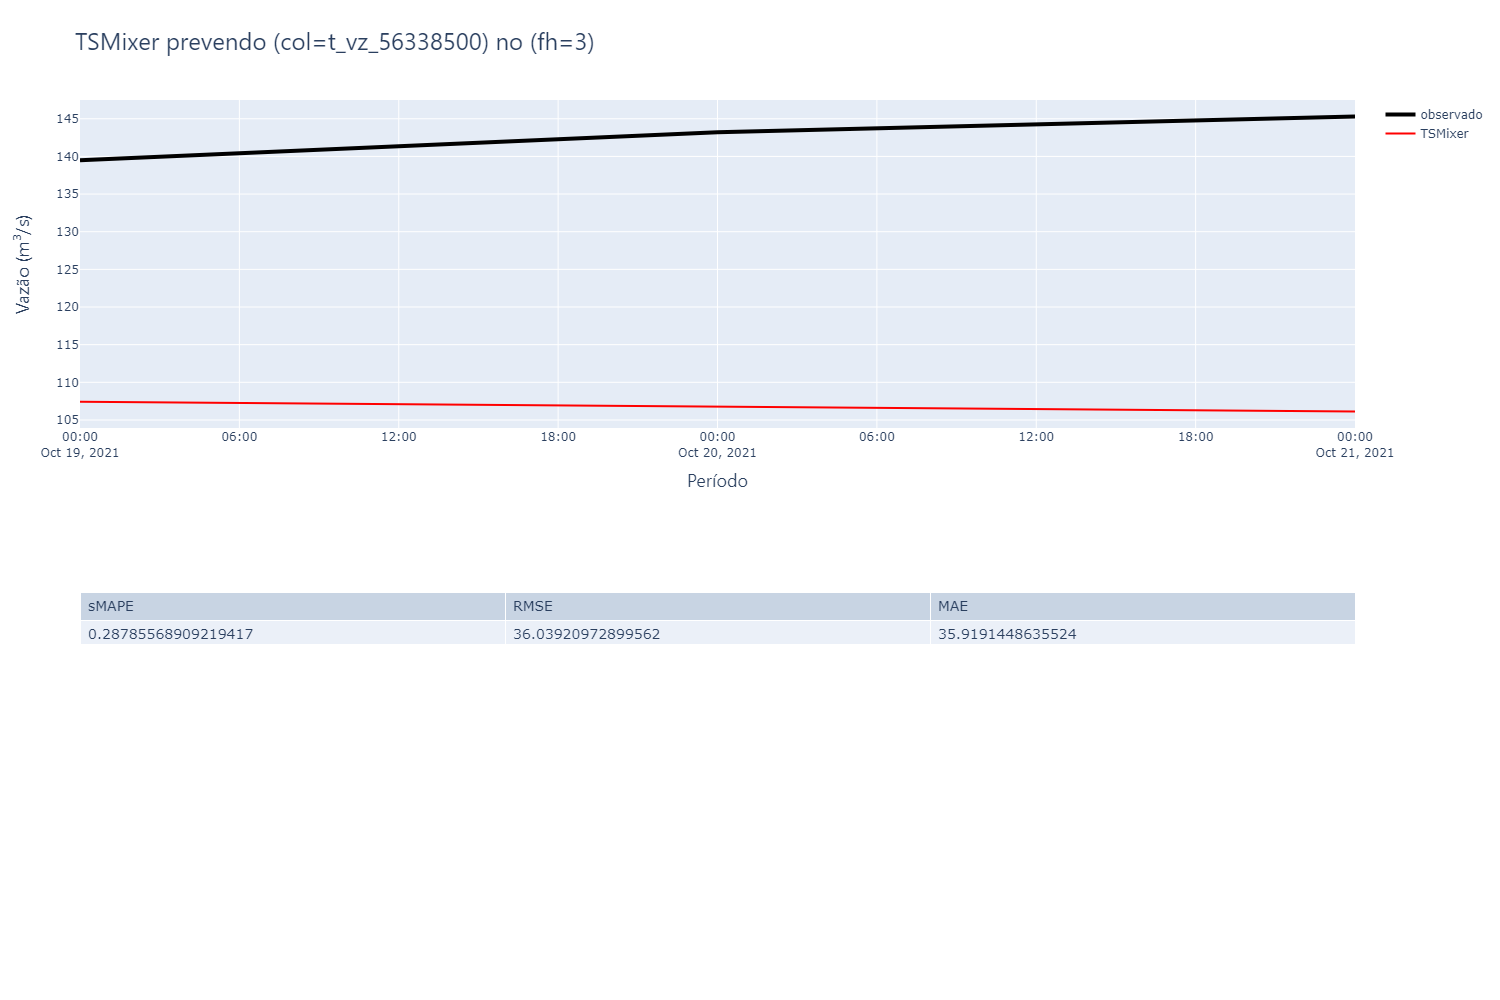 TSMixer prevendo (col=t_vz_56338500) no (fh=3)
observado
TSMixer
Vazão (m³/s)
145
140
135
130
125
120
115
110
105
00:00 06:00 12:00 18:00 00:00 06:00 12:00 18:00 00:00
Oct 19, 2021 Oct 20, 2021 Oct 21, 2021
Período
sMAPE RMSE MAE
0.28785568909219417 36.03920972899562 35.9191448635524